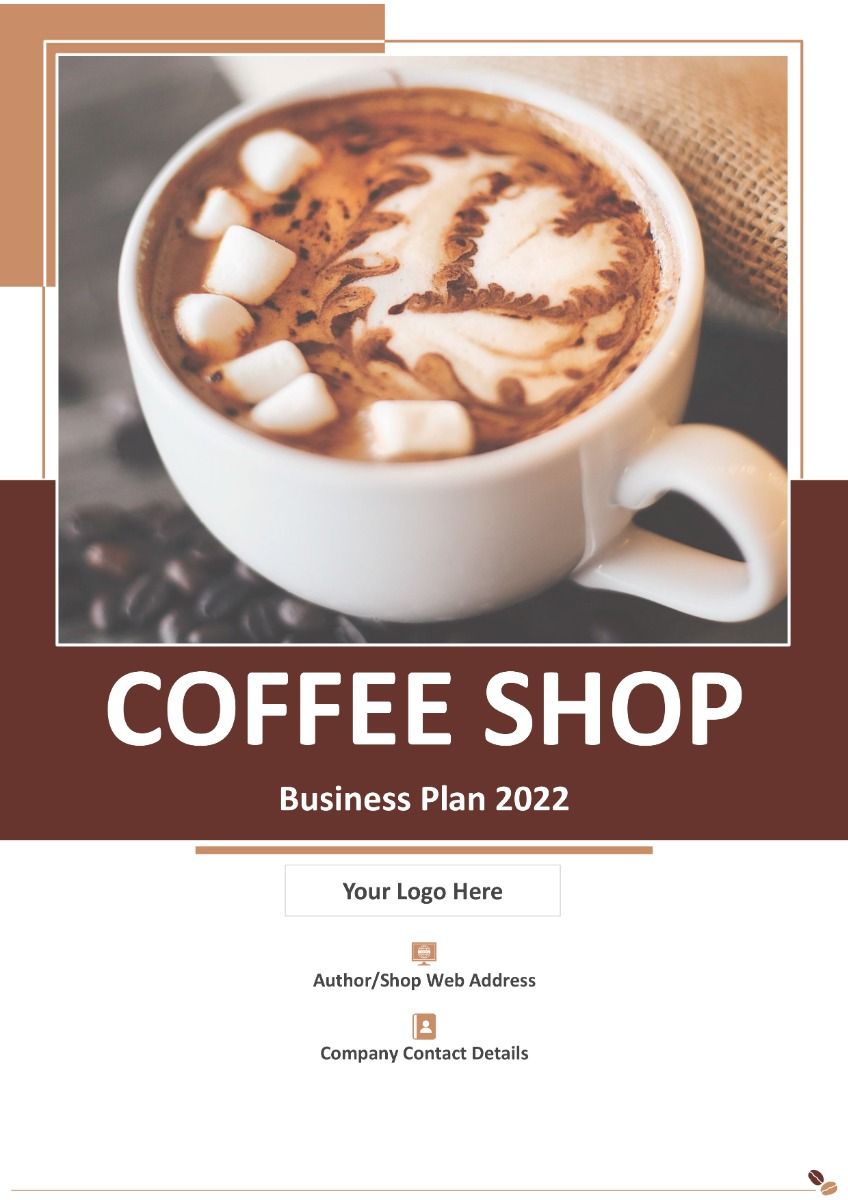 COFFEE SHOP
Business Plan 2022
Your Logo Here
Author/Shop Web Address
Company Contact Details